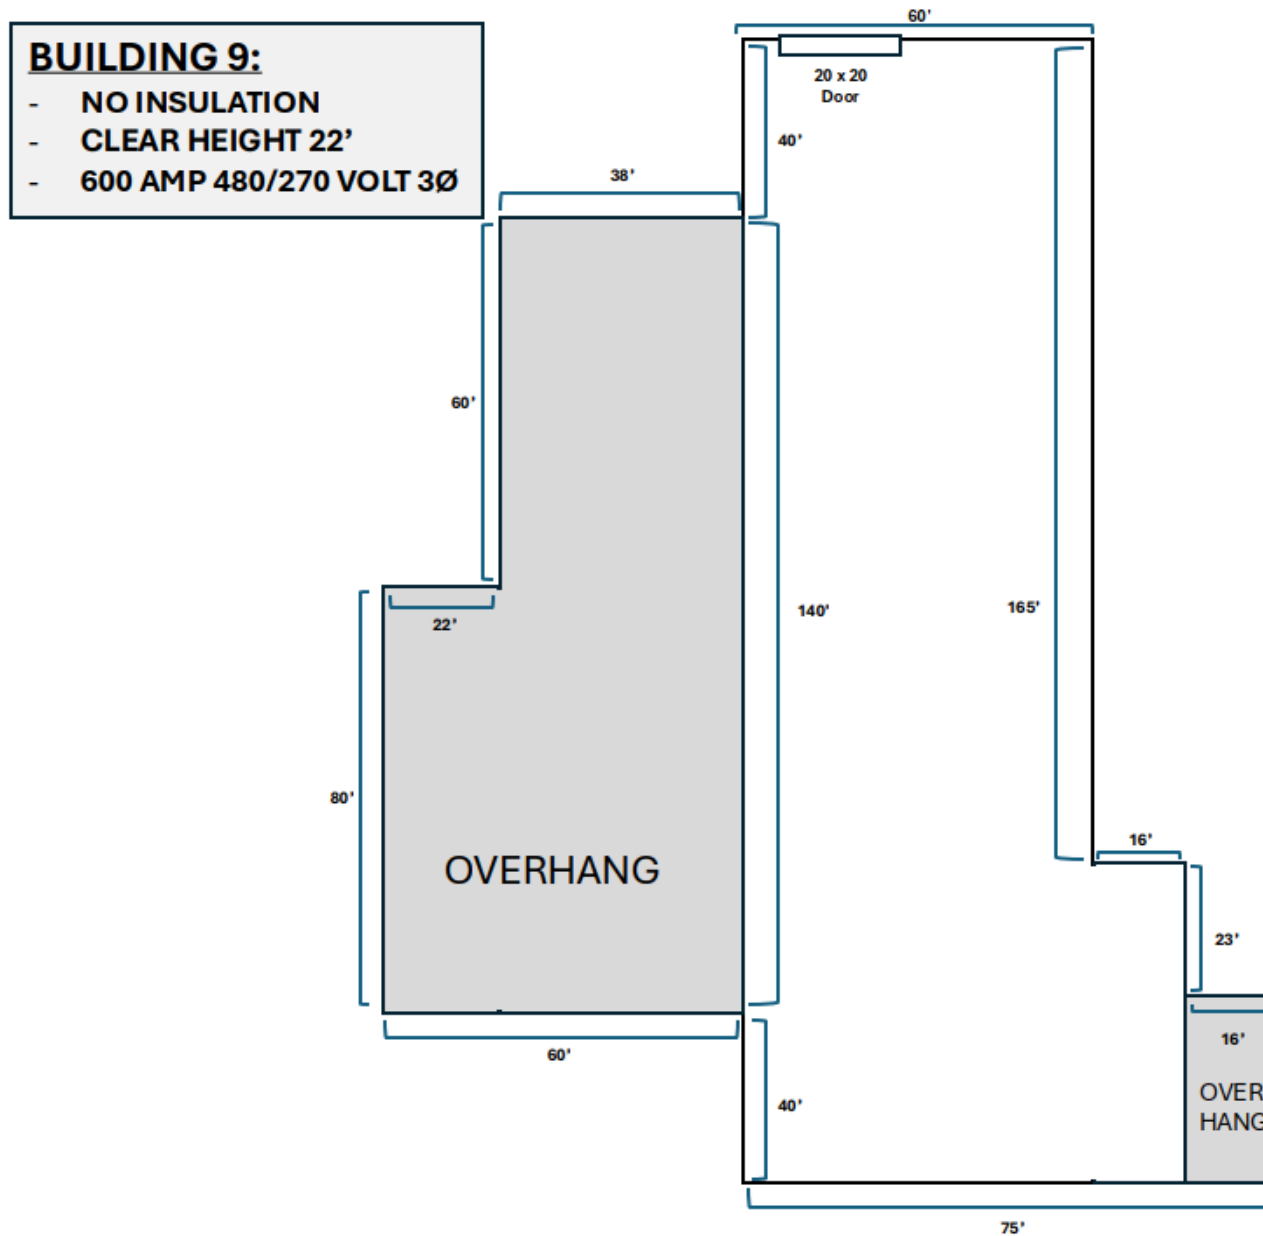 60'
BUILDING 9:
- NO INSULATION
- CLEAR HEIGHT 22’
- 600 AMP 480/270 VOLT 3Ø
20 x 20
Door
40'
38'
60'
22'
140'
165'
80'
16'
OVERHANG
23'
16'
60'
OVER
HANG
40'
75'